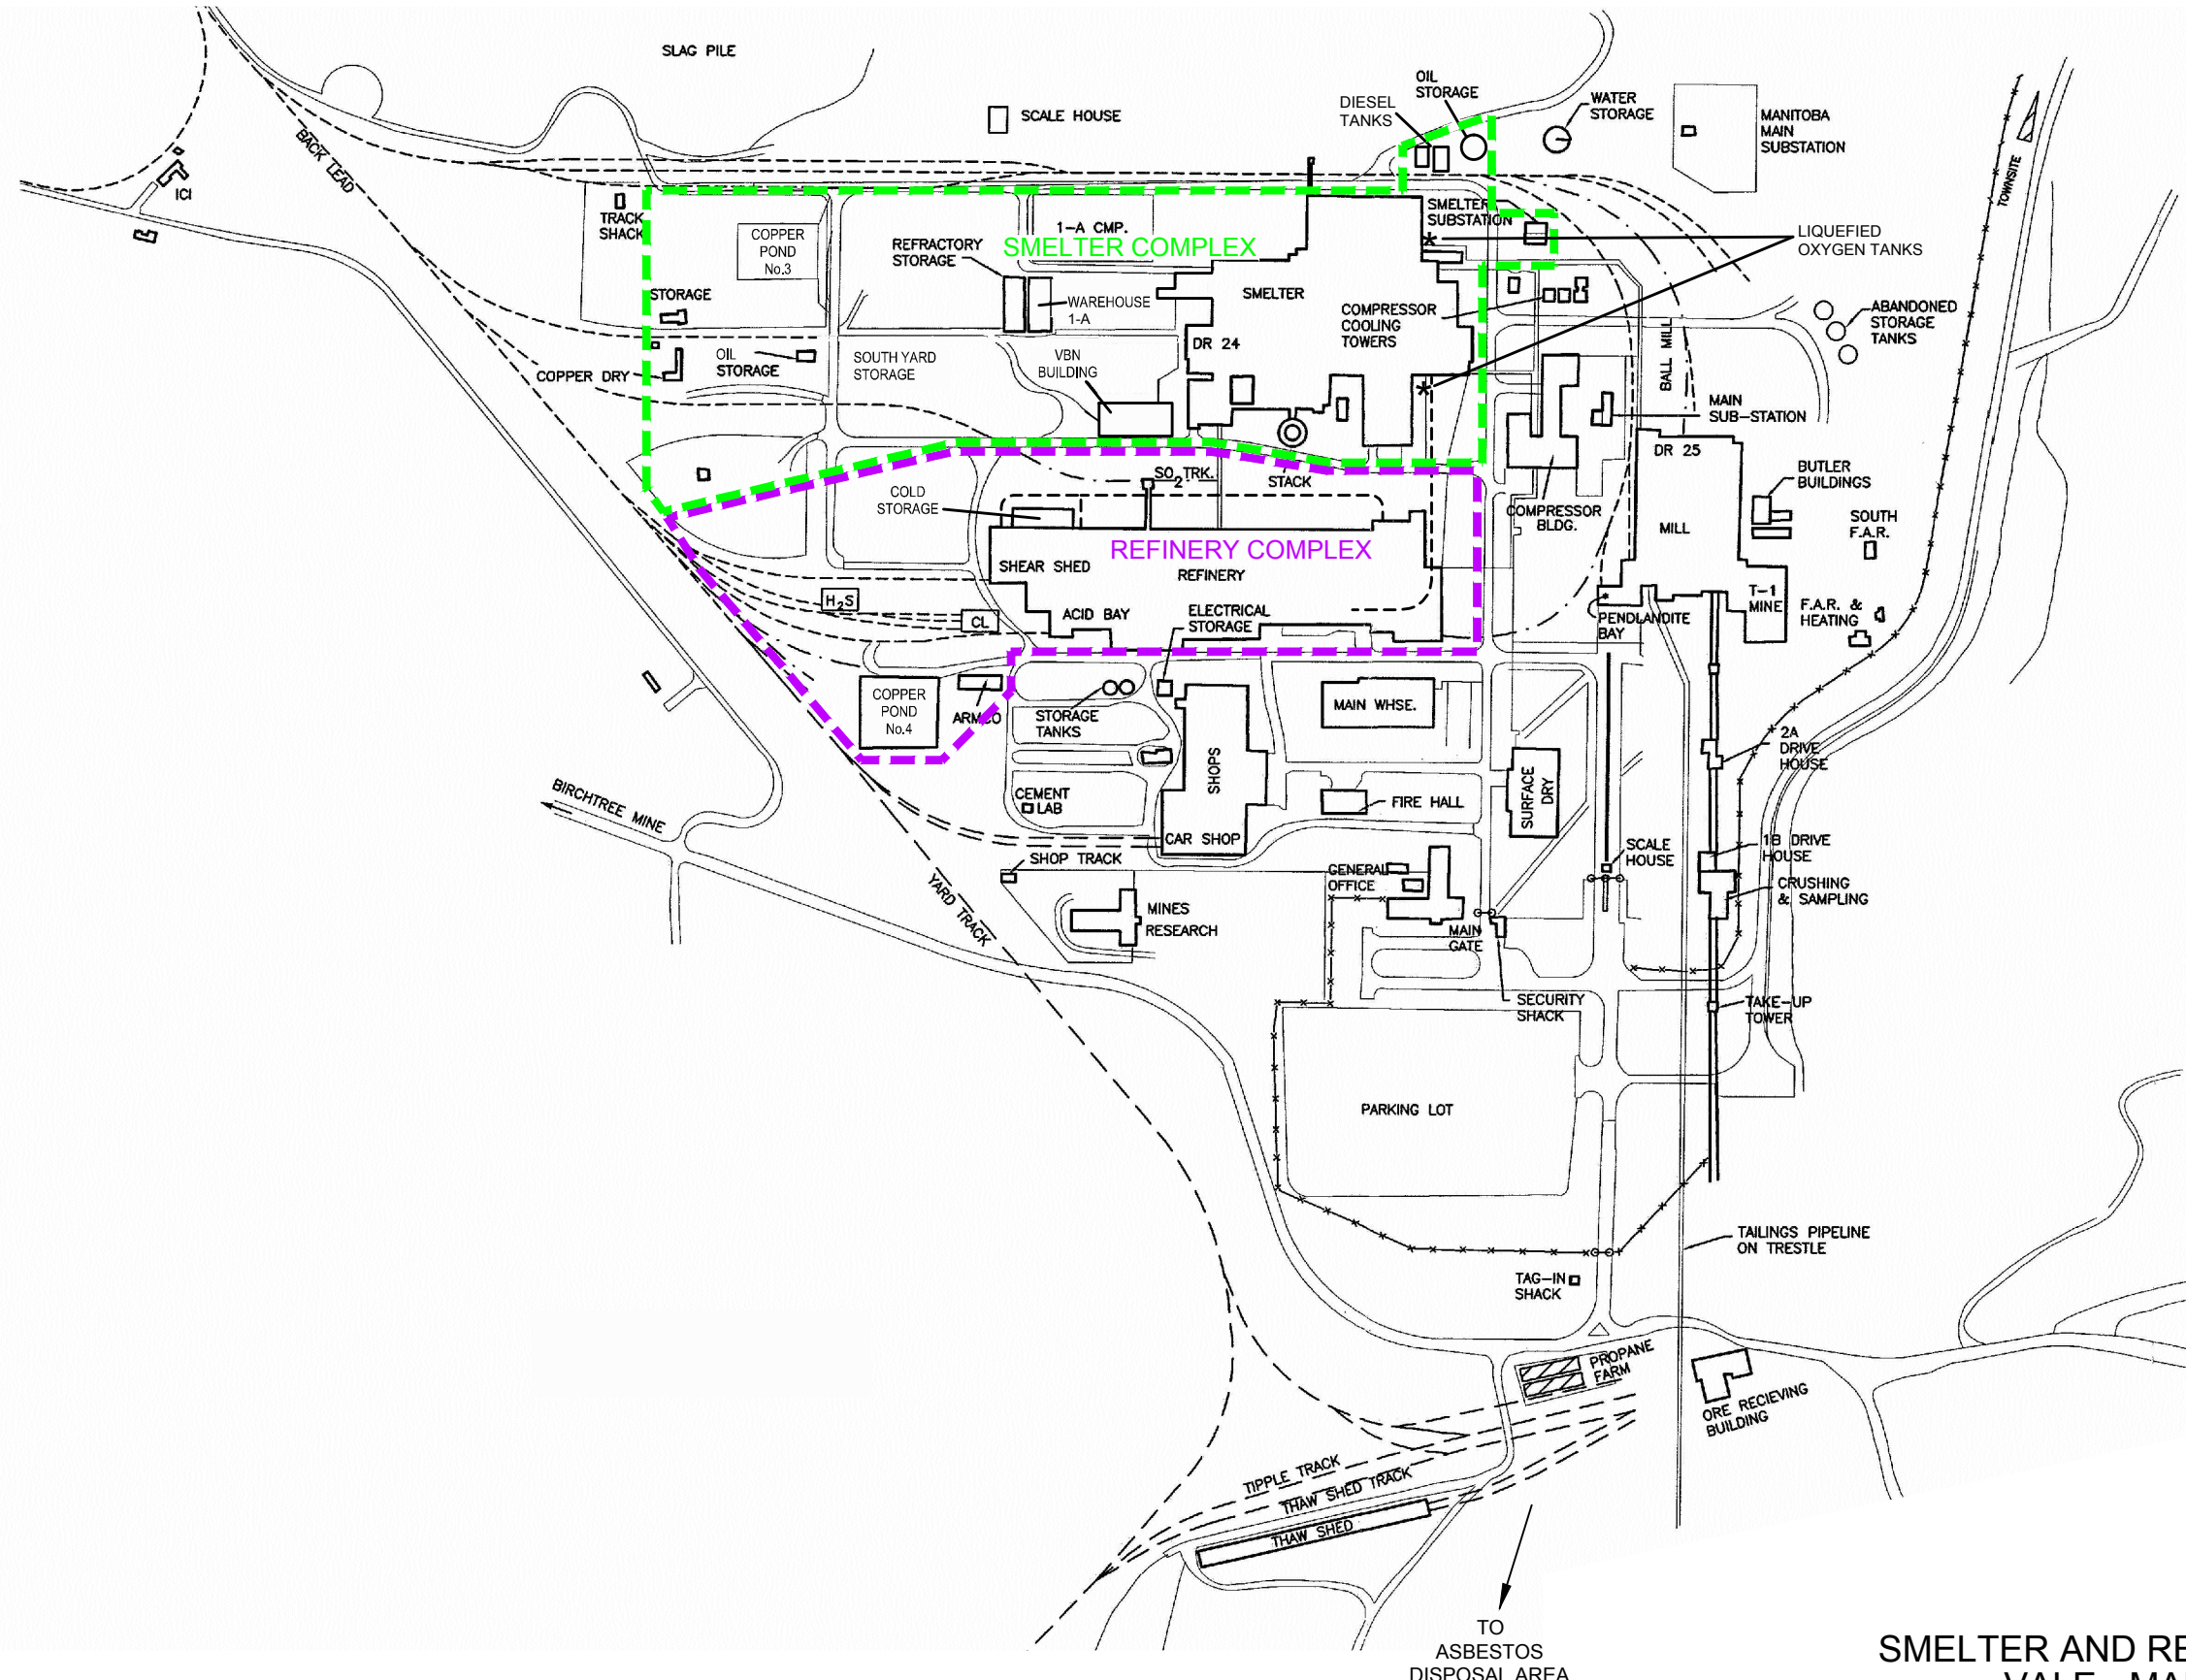 SLAG PILE
SCALE HOUSE
DIESEL
TANKS
OIL
STORAGE
WATER
STORAGE
MANITOBA
MAIN
SUBSTATION
TOWNSITE
BACK LEAD
ICI
TRACK
SHACK
COPPER
POND
No.3
REFRACTORY
STORAGE
1-A CMP.
SMELTER COMPLEX
SMELTER
SUBSTATION
LIQUEFIED
OXYGEN TANKS
STORAGE
WAREHOUSE
1-A
SMELTER
COMPRESSOR
COOLING
TOWERS
ABANDONED
STORAGE
TANKS
COPPER DRY
OIL
STORAGE
SOUTH YARD
STORAGE
VBN
BUILDING
DR 24
BALL MILL
MAIN
SUB-STATION
DR 25
SO2 TRK.
STACK
COLD
STORAGE
COMPRESSOR
BLDG.
MILL
BUTLER
BUILDINGS
SOUTH
F.A.R.
REFINERY COMPLEX
SHEAR SHED
REFINERY
H2S
CL
ACID BAY
ELECTRICAL
STORAGE
PENDLANDITE
BAY
T-1
MINE
F.A.R. &
HEATING
COPPER
POND
No.4
ARMCO
STORAGE
TANKS
MAIN WHSE.
SHOPS
2A
DRIVE
HOUSE
BIRCHTREE MINE
CEMENT
LAB
FIRE HALL
SURFACE
DRY
CAR SHOP
SHOP TRACK
SCALE
HOUSE
1B DRIVE
HOUSE
GENERAL
OFFICE
CRUSHING
& SAMPLING
YARD TRACK
MINES
RESEARCH
MAIN
GATE
SECURITY
SHACK
TAKE-UP
TOWER
PARKING LOT
TAILINGS PIPELINE
ON TRESTLE
TAG-IN
SHACK
PROPANE
FARM
ORE RECIEVING
BUILDING
TIPPLE TRACK
THAW SHED TRACK
THAW SHED
TO
ASBESTOS
DISPOSAL AREA
SMELTER AND RE